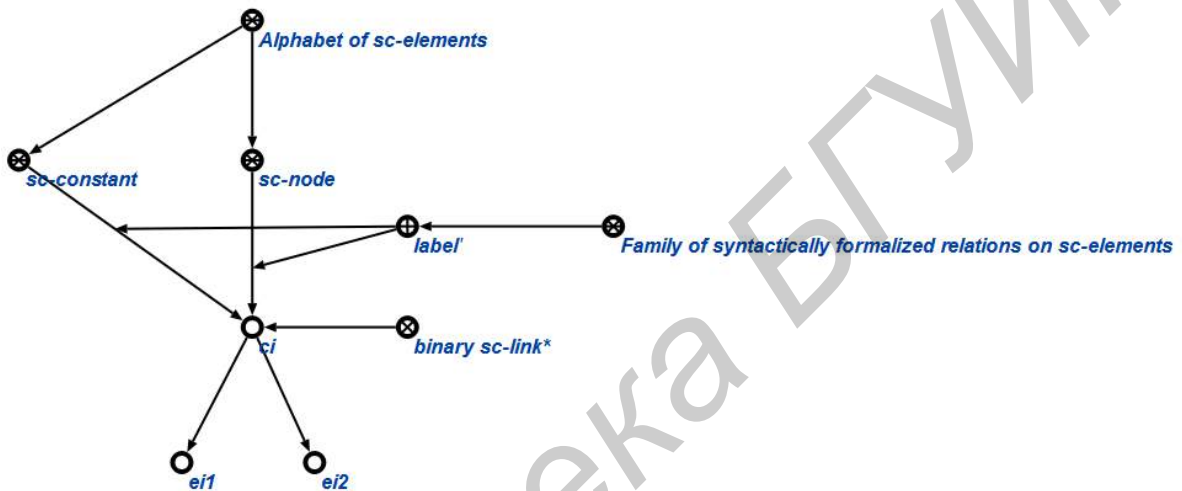 Alphabet of sc-elements
sc-constant
sc-node
label'
Family of syntactically formalized relations on sc-elements
ci
binary sc-link*
ei1
ei2